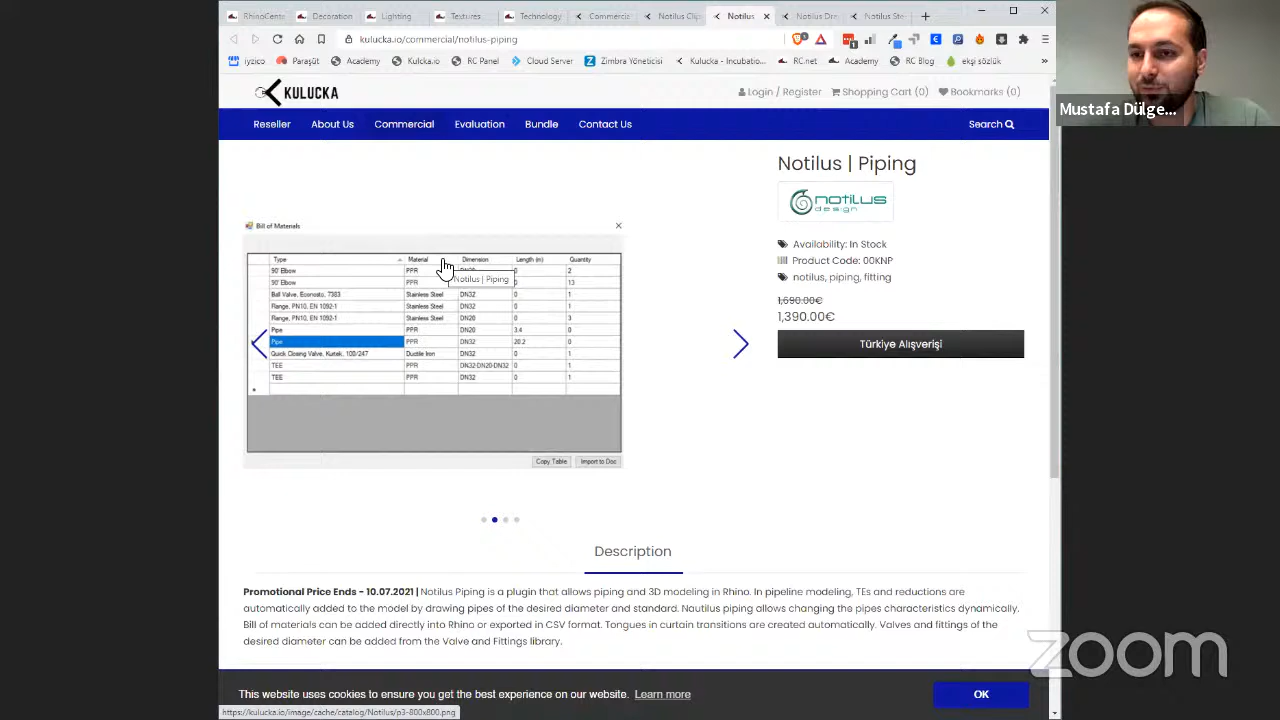 RhinoCente
Decoration
Lighting
Textures
Technology
Commercia
Notilus Clip
Notilus
Notilus Dre
Notilus Ste
kulucka.io/commercial/notilus-piping
iyzico
Paraşüt
Academy
Kulcka.io
RC Panel
Cloud Server
Zimbra Yöneticisi
Kulucka - Incubatio...
RC.net
Academy
RC Blog
ekşi sözlük
KULUCKA
Login / Register
Shopping Cart (0)
Bookmarks (0)
Reseller
About Us
Commercial
Evaluation
Bundle
Contact Us
Search
Mustafa Dülge...
Bill of Materials
Type Material Dimension Length (m) Quantity
90' Elbow PPR 0 2
90' Elbow PPR 0 13
Ball Valve, Econosto, 7383 Stainless Steel DN32 0 1
Flange, PN10, EN 1092-1 Stainless Steel DN32 0 1
Flange, PN10, EN 1092-1 Stainless Steel DN20 0 3
Pipe PPR DN20 3.4 0
Pipe PPR DN32 20.2 0
Quick Closing Valve, Kurtek, 100/247 Ductile Iron DN32 0 1
TEE PPR DN32-DN20-DN32 0 1
TEE PPR DN32 0 1
Copy Table
Import to Doc
Notilus | Piping
Notilus | Piping
notilus
design
Availability: In Stock
Product Code: 00KNP
notilus, piping, fitting
1,690.00€
1,390.00€
Türkiye Alışverişi
Description
Promotional Price Ends - 10.07.2021 | Notilus Piping is a plugin that allows piping and 3D modeling in Rhino. In pipeline modeling, TEs and reductions are
automatically added to the model by drawing pipes of the desired diameter and standard. Nautilus piping allows changing the pipes characteristics dynamically.
Bill of materials can be added directly into Rhino or exported in CSV format. Tongues in curtain transitions are created automatically. Valves and fittings of the
desired diameter can be added from the Valve and Fittings library.
zoom
This website uses cookies to ensure you get the best experience on our website. Learn more
OK
https://kulucka.io/image/cache/catalog/Notilus/p3-800x800.png